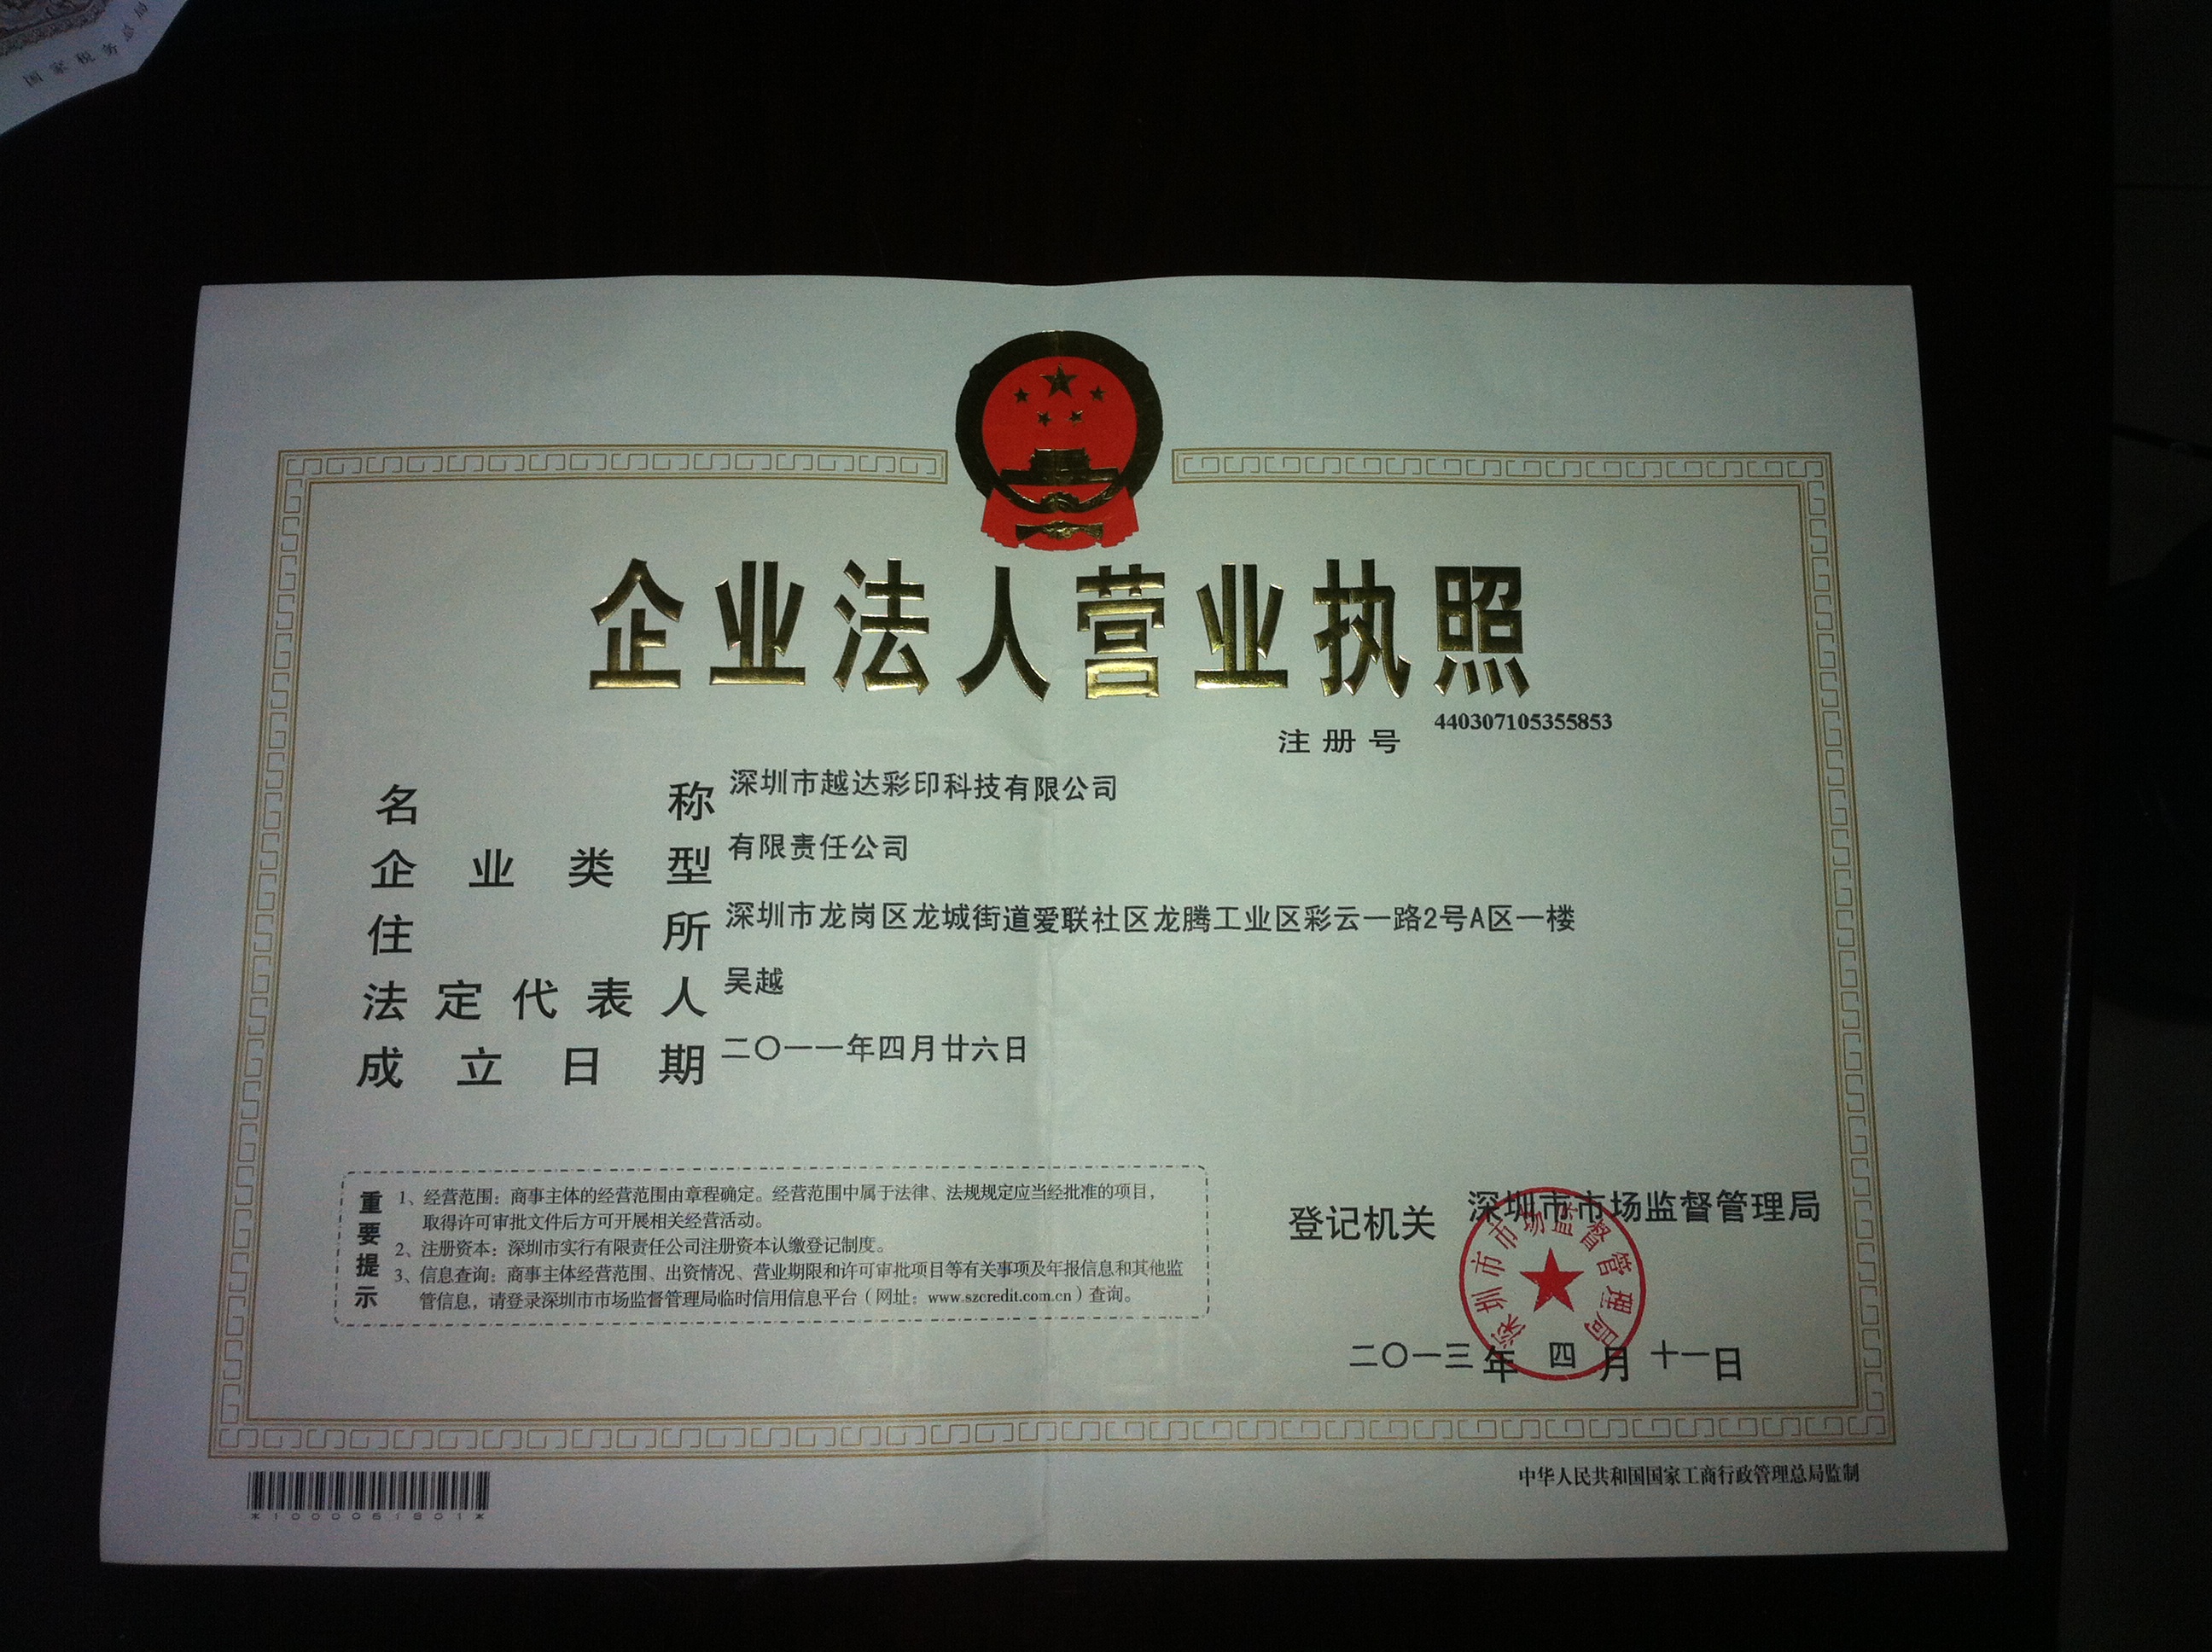 国家税务总局
企业法人营业执照
注册号 440307105355853
名称 深圳市越达彩印科技有限公司
企业类型 有限责任公司
住所 深圳市龙岗区龙城街道爱联社区龙腾工业区彩云一路2号A区一楼
法定代表人 吴越
成立日期 二〇一一年四月廿六日
重要提示
1、经营范围：商事主体的经营范围由章程确定。经营范围中属于法律、法规规定应当经批准的项目，
取得许可审批文件后方可开展相关经营活动。
2、注册资本：深圳市实行有限责任公司注册资本认缴登记制度。
3、信息查询：商事主体经营范围、出资情况、营业期限和许可审批项目等有关事项及年报信息和其他监
管信息，请登录深圳市市场监督管理局临时信用信息平台（网址：www.szcredit.com.cn）查询。
登记机关 深圳市市场监督管理局
深圳市市场监督管理局
二〇一三年四月十一日
中华人民共和国国家工商行政管理总局监制